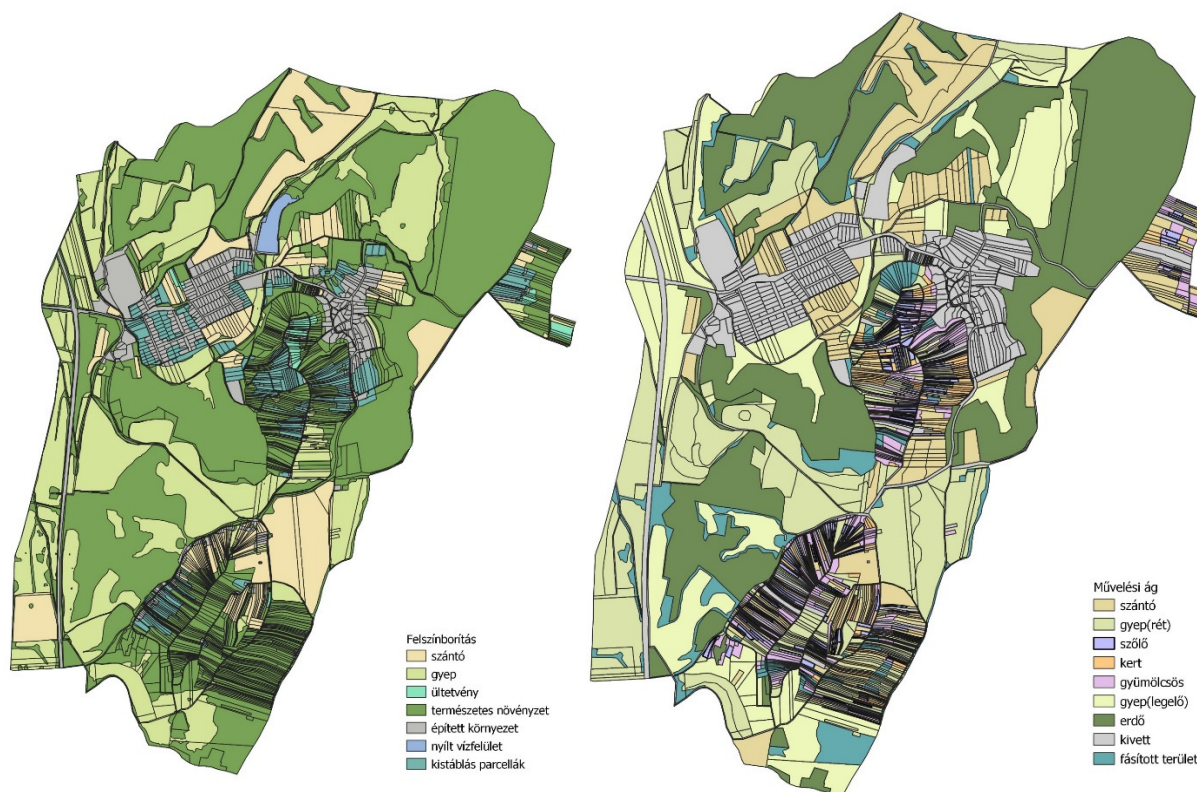 Felszínborítás
szántó
gyep
ültetvény
természetes növényzet
épített környezet
nyílt vízfelület
kistáblás parcellák
Művelési ág
szántó
gyep(rét)
szőlő
kert
gyümölcsös
gyep(legelő)
erdő
kivett
fásított terület